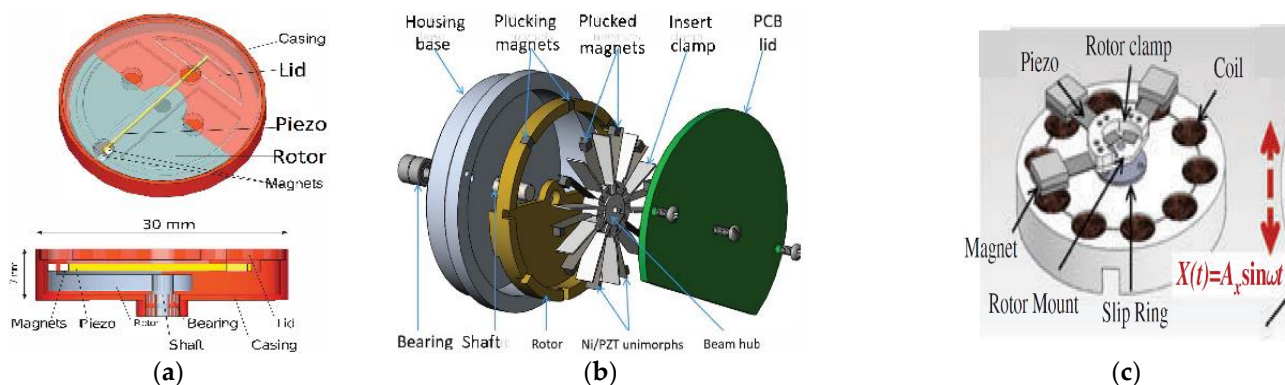 Casing
Lid
Piezo
Rotor
Magnets
30 mm
7 mm
Magnets
Piezo
Rotor
Bearing
Lid
Shaft
Casing
(a)
Housing
base
Plucking
magnets
Plucked
magnets
Insert
clamp
PCB
lid
Bearing
Shaft
Rotor
Ni/PZT unimorphs
Beam hub
(b)
Rotor clamp
Piezo
Coil
Magnet
Rotor Mount
Slip Ring
X(t)=Aₓ sinωt
(c)